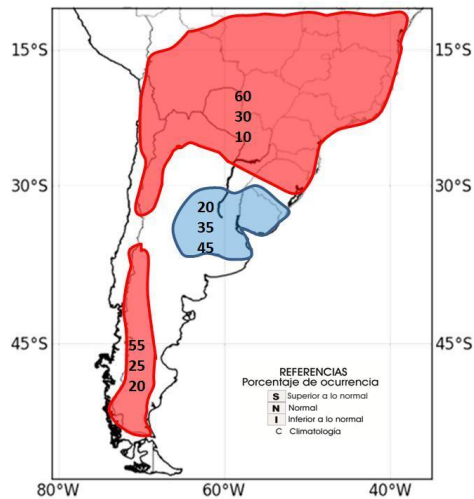 15°S
15°S
60
30
10
30°S
30°S
20
35
45
45°S
45°S
55
25
20
REFERENCIAS
Porcentaje de ocurrencia
S Superior a lo normal
N Normal
I Inferior a lo normal
C Climatología
80°W 60°W 40°W